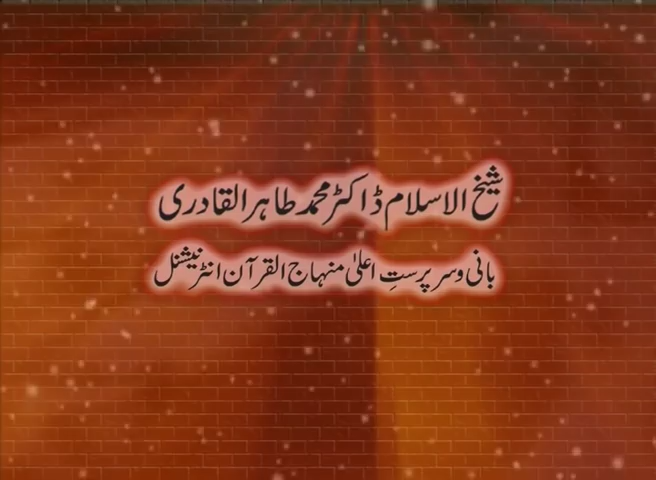 شیخ الاسلام ڈاکٹر محمد طاہر القادری
بانی و سرپرستِ اعلیٰ منہاج القرآن انٹرنیشنل